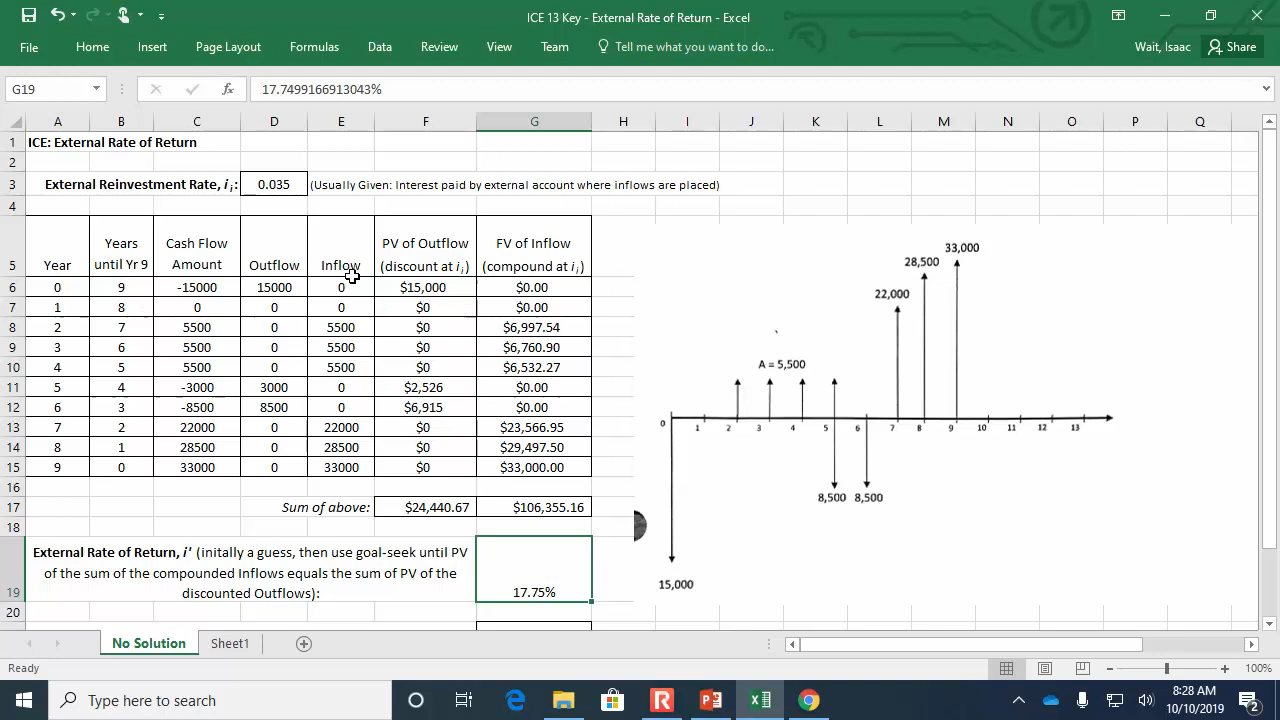 ICE 13 Key - External Rate of Return - Excel
File Home Insert Page Layout Formulas Data Review View Team Tell me what you want to do... Wait, Isaac Share
G19 fx 17.7499166913043%
A B C D E F G H I J K L M N O P Q
1 ICE: External Rate of Return
2
3 External Reinvestment Rate, i i: 0.035 (Usually Given: Interest paid by external account where inflows are placed)
4
Years Cash Flow PV of Outflow FV of Inflow
5 Year until Yr 9 Amount Outflow Inflow (discount at i i) (compound at i i)
6 0 9 -15000 15000 0 $15,000 $0.00
7 1 8 0 0 0 $0 $0.00
8 2 7 5500 0 5500 $0 $6,997.54
9 3 6 5500 0 5500 $0 $6,760.90
10 4 5 5500 0 5500 $0 $6,532.27
11 5 4 -3000 3000 0 $2,526 $0.00
12 6 3 -8500 8500 0 $6,915 $0.00
13 7 2 22000 0 22000 $0 $23,566.95
14 8 1 28500 0 28500 $0 $29,497.50
15 9 0 33000 0 33000 $0 $33,000.00
16
17 Sum of above: $24,440.67 $106,355.16
18
External Rate of Return, i' (initally a guess, then use goal-seek until PV
of the sum of the compounded Inflows equals the sum of PV of the
19 discounted Outflows): 17.75%
20
33,000
28,500
22,000
A = 5,500
0 1 2 3 4 5 6 7 8 9 10 11 12 13
8,500 8,500
15,000
No Solution Sheet1
Ready 100%
Type here to search
8:28 AM
10/10/2019
2